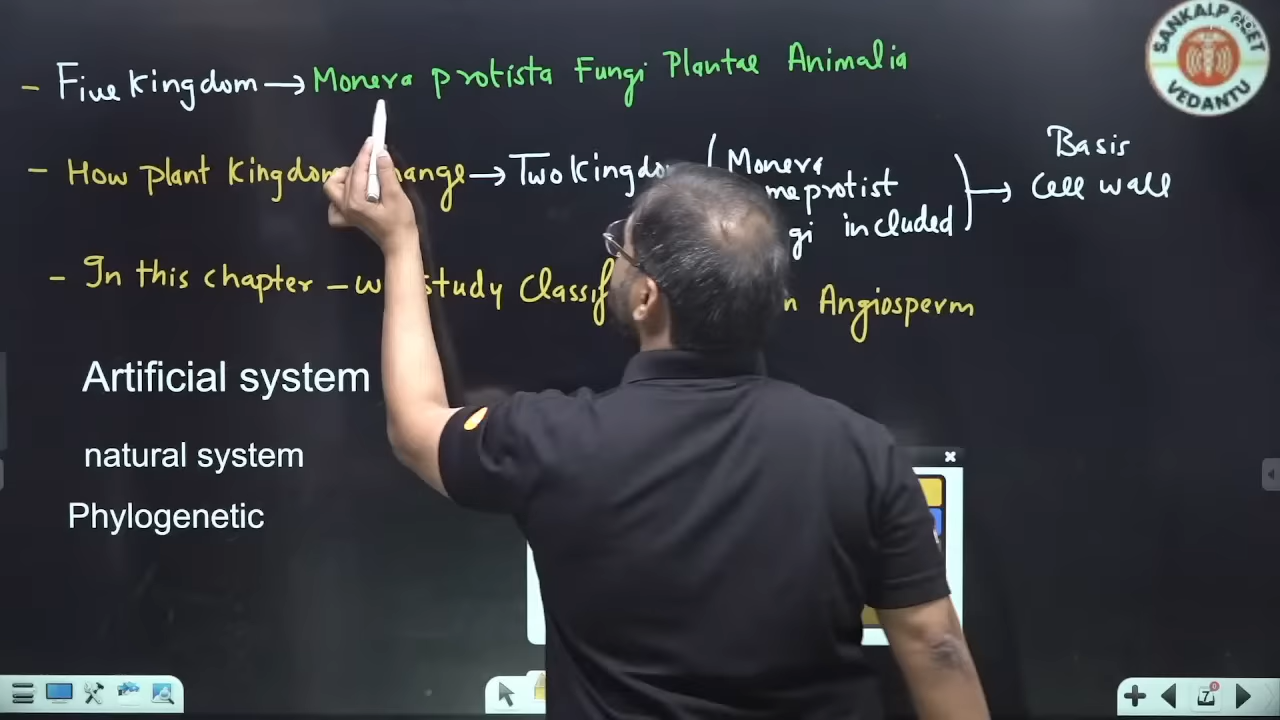 - Five Kingdom → Monera protista Fungi Plantae Animalia
- How plant Kingdom → Two Kingdom ( Monera
protist
included ) → Basis Cell wall
- In this chapter - study Angiosperm
Artificial system
natural system
Phylogenetic
SANKALP
VEDANTU
7